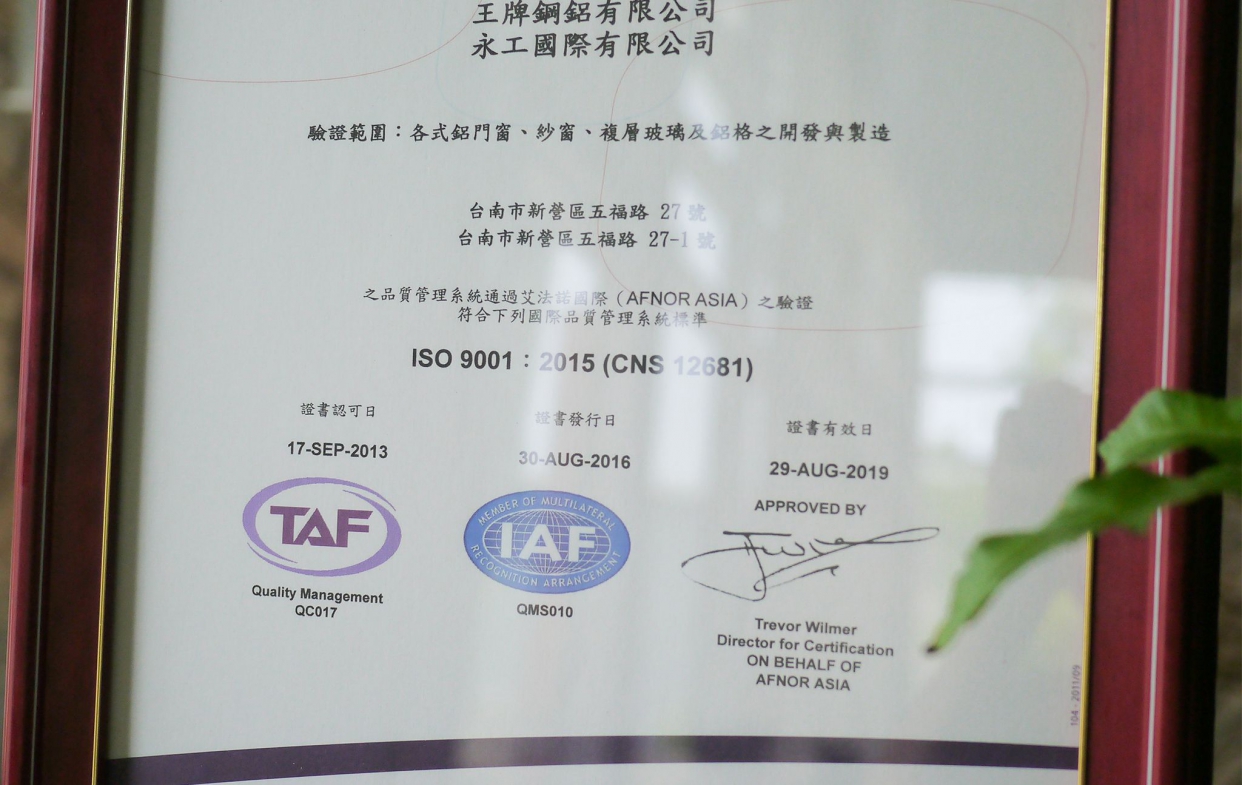 王牌鋼鋁有限公司
永工國際有限公司
驗證範圍：各式鋁門窗、紗窗、複層玻璃及鋁格之開發與製造
台南市新營區五福路 27 號
台南市新營區五福路 27-1 號
之品質管理系統通過艾法諾國際（AFNOR ASIA）之驗證
符合下列國際品質管理系統標準
ISO 9001：2015 (CNS 12681)
證書認可日
17-SEP-2013
證書發行日
30-AUG-2016
證書有效日
29-AUG-2019
TAF
Quality Management
QC017
MEMBER OF MULTILATERAL
IAF
RECOGNITION ARRANGEMENT
QMS010
APPROVED BY
Trevor Wilmer
Director for Certification
ON BEHALF OF
AFNOR ASIA
104 - 2011/09